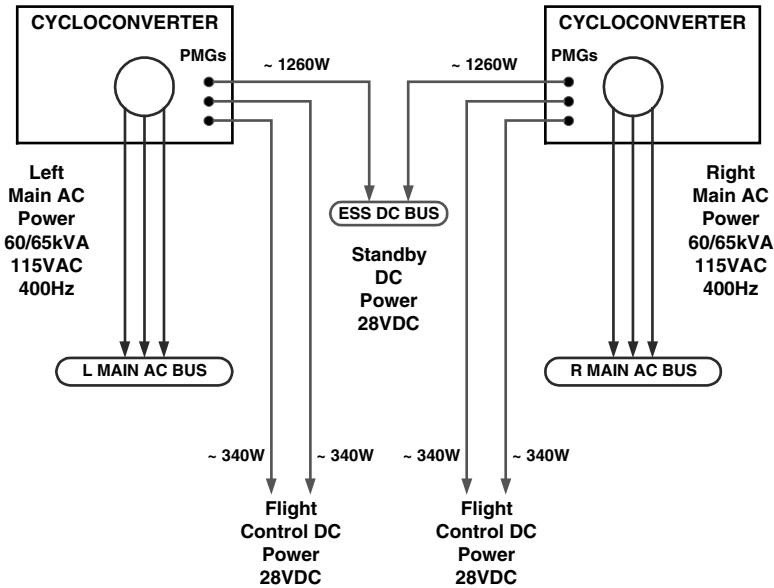 CYCLOCONVERTER
PMGs
~ 1260W
CYCLOCONVERTER
PMGs
~ 1260W
Left
Main AC
Power
60/65kVA
115VAC
400Hz
ESS DC BUS
Standby
DC
Power
28VDC
Right
Main AC
Power
60/65kVA
115VAC
400Hz
L MAIN AC BUS
R MAIN AC BUS
~ 340W
~ 340W
~ 340W
~ 340W
Flight
Control DC
Power
28VDC
Flight
Control DC
Power
28VDC